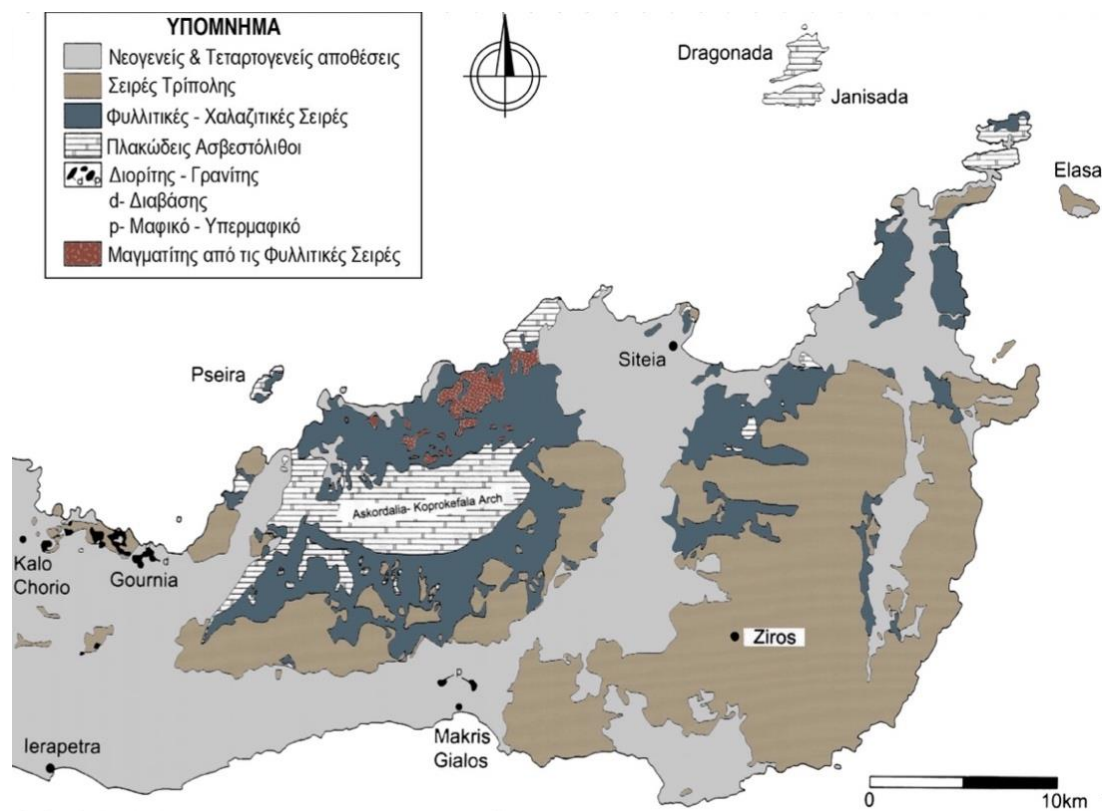 ΥΠΟΜΝΗΜΑ
Νεογενείς & Τεταρτογενείς αποθέσεις
Σειρές Τρίπολης
Φυλλιτικές - Χαλαζιτικές Σειρές
Πλακώδεις Ασβεστόλιθοι
d p
Διορίτης - Γρανίτης
d- Διαβάσης
p- Μαφικό - Υπερμαφικό
Μαγματίτης από τις Φυλλιτικές Σειρές
Dragonada
Janisada
Elasa
Siteia
Pseira
Askordalia- Koprokefala Arch
Kalo
Chorio
Gournia
d
Ziros
p
Makris
Gialos
Ierapetra
0
10km